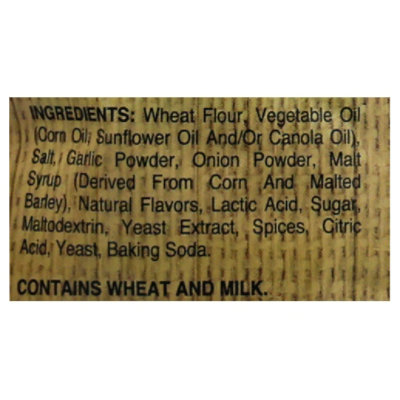 INGREDIENTS: Wheat Flour, Vegetable Oil
(Corn Oil, Sunflower Oil And/Or Canola Oil),
Salt, Garlic Powder, Onion Powder, Malt
Syrup (Derived From Corn And Malted
Barley), Natural Flavors, Lactic Acid, Sugar,
Maltodextrin, Yeast Extract, Spices, Citric
Acid, Yeast, Baking Soda.
CONTAINS WHEAT AND MILK.